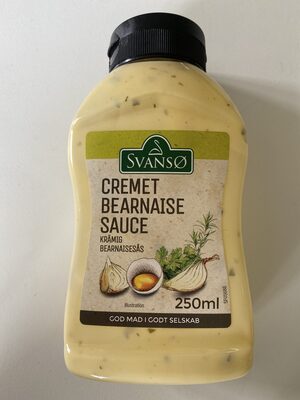 SVANSØ
CREMET
BEARNAISE
SAUCE
KRÄMIG
BEARNAISESÅS
Illustration
250ml
GOD MAD I GODT SELSKAB